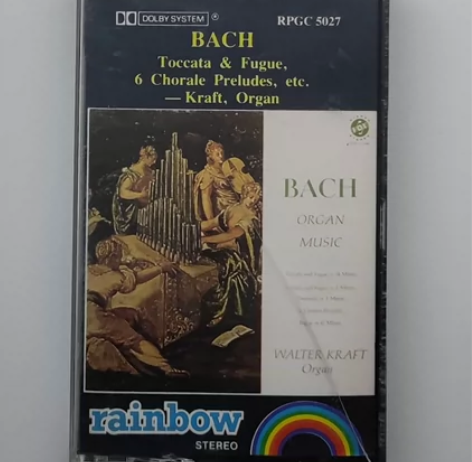 DOLBY SYSTEM ®
RPGC 5027
BACH
Toccata & Fugue,
6 Chorale Preludes, etc.
— Kraft, Organ
BACH
ORGAN
MUSIC
WALTER KRAFT
Organ
rainbow
STEREO